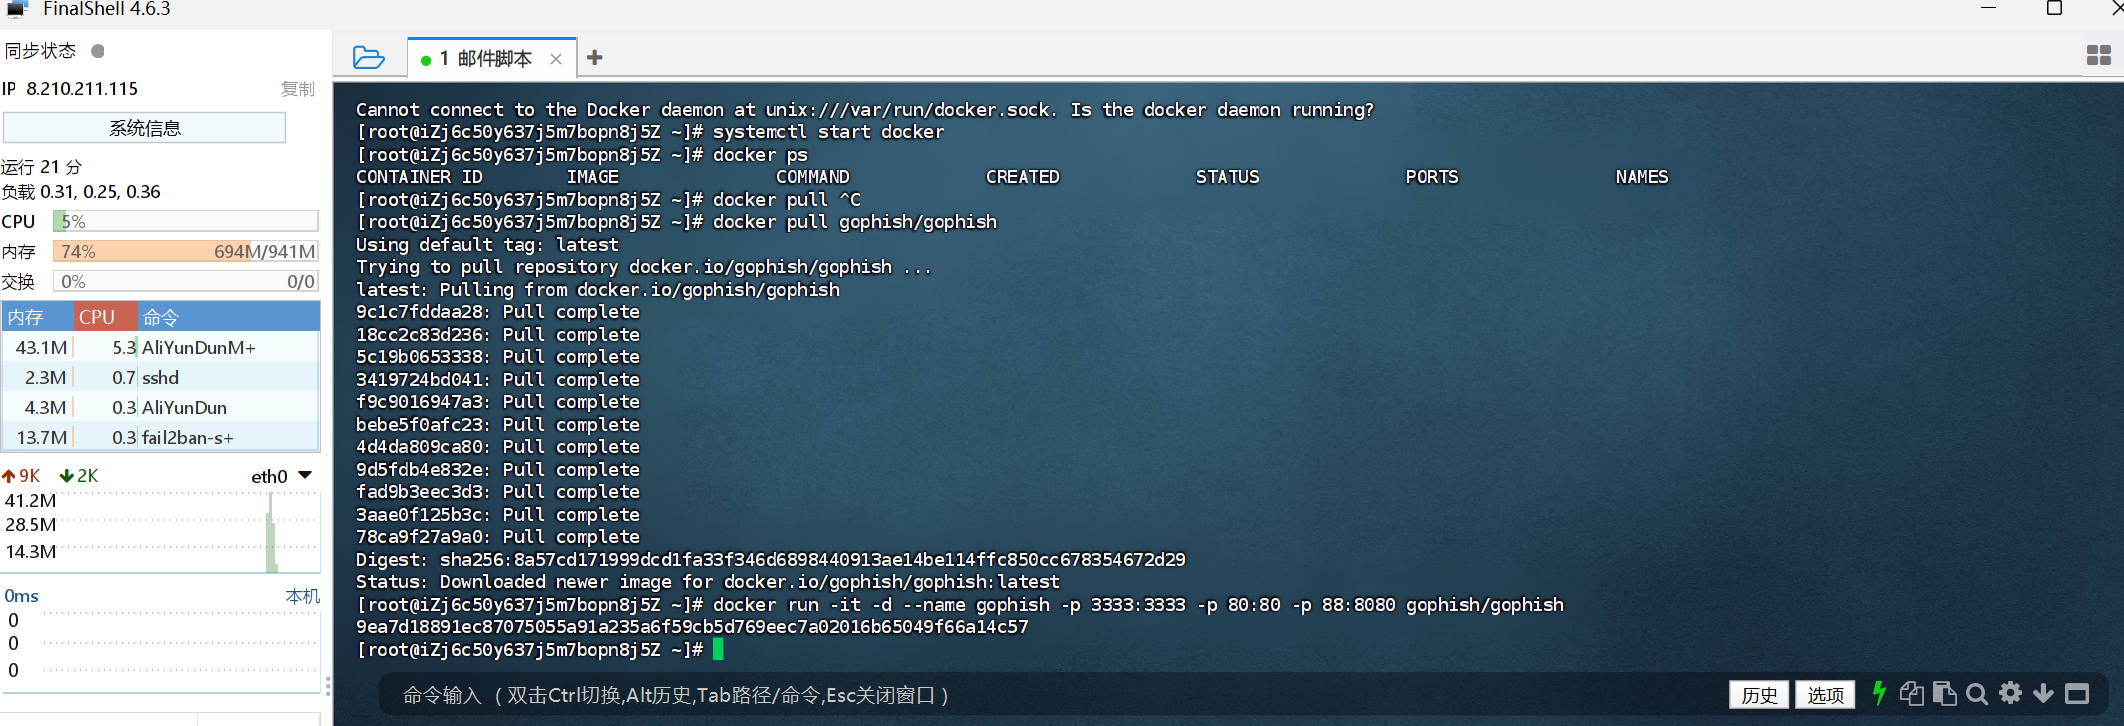 FinalShell 4.6.3
同步状态
IP 8.210.211.115 复制
系统信息
运行 21 分
负载 0.31, 0.25, 0.36
CPU 5%
内存 74% 694M/941M
交换 0% 0/0
内存 CPU 命令
43.1M 5.3 AliYunDunM+
2.3M 0.7 sshd
4.3M 0.3 AliYunDun
13.7M 0.3 fail2ban-s+
9K 2K eth0
41.2M
28.5M
14.3M
0ms 本机
0
0
0
1 邮件脚本
Cannot connect to the Docker daemon at unix:///var/run/docker.sock. Is the docker daemon running?
[root@iZj6c50y637j5m7bopn8j5Z ~]# systemctl start docker
[root@iZj6c50y637j5m7bopn8j5Z ~]# docker ps
CONTAINER ID IMAGE COMMAND CREATED STATUS PORTS NAMES
[root@iZj6c50y637j5m7bopn8j5Z ~]# docker pull ^C
[root@iZj6c50y637j5m7bopn8j5Z ~]# docker pull gophish/gophish
Using default tag: latest
Trying to pull repository docker.io/gophish/gophish ...
latest: Pulling from docker.io/gophish/gophish
9c1c7fddaa28: Pull complete
18cc2c83d236: Pull complete
5c19b0653338: Pull complete
3419724bd041: Pull complete
f9c9016947a3: Pull complete
bebe5f0afc23: Pull complete
4d4da809ca80: Pull complete
9d5fdb4e832e: Pull complete
fad9b3eec3d3: Pull complete
3aae0f125b3c: Pull complete
78ca9f27a9a0: Pull complete
Digest: sha256:8a57cd171999dcd1fa33f346d6898440913ae14be114ffc850cc678354672d29
Status: Downloaded newer image for docker.io/gophish/gophish:latest
[root@iZj6c50y637j5m7bopn8j5Z ~]# docker run -it -d --name gophish -p 3333:3333 -p 80:80 -p 88:8080 gophish/gophish
9ea7d18891ec87075055a91a235a6f59cb5d769eec7a02016b65049f66a14c57
[root@iZj6c50y637j5m7bopn8j5Z ~]#
命令输入 (双击Ctrl切换,Alt历史,Tab路径/命令,Esc关闭窗口)
历史 选项